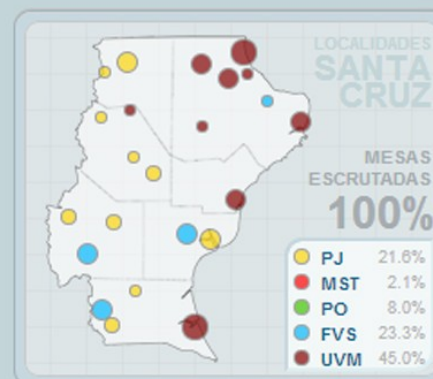 LOCALIDADES
SANTA
CRUZ
MESAS
ESCRUTADAS
100%
PJ 21.6%
MST 2.1%
PO 8.0%
FVS 23.3%
UVM 45.0%